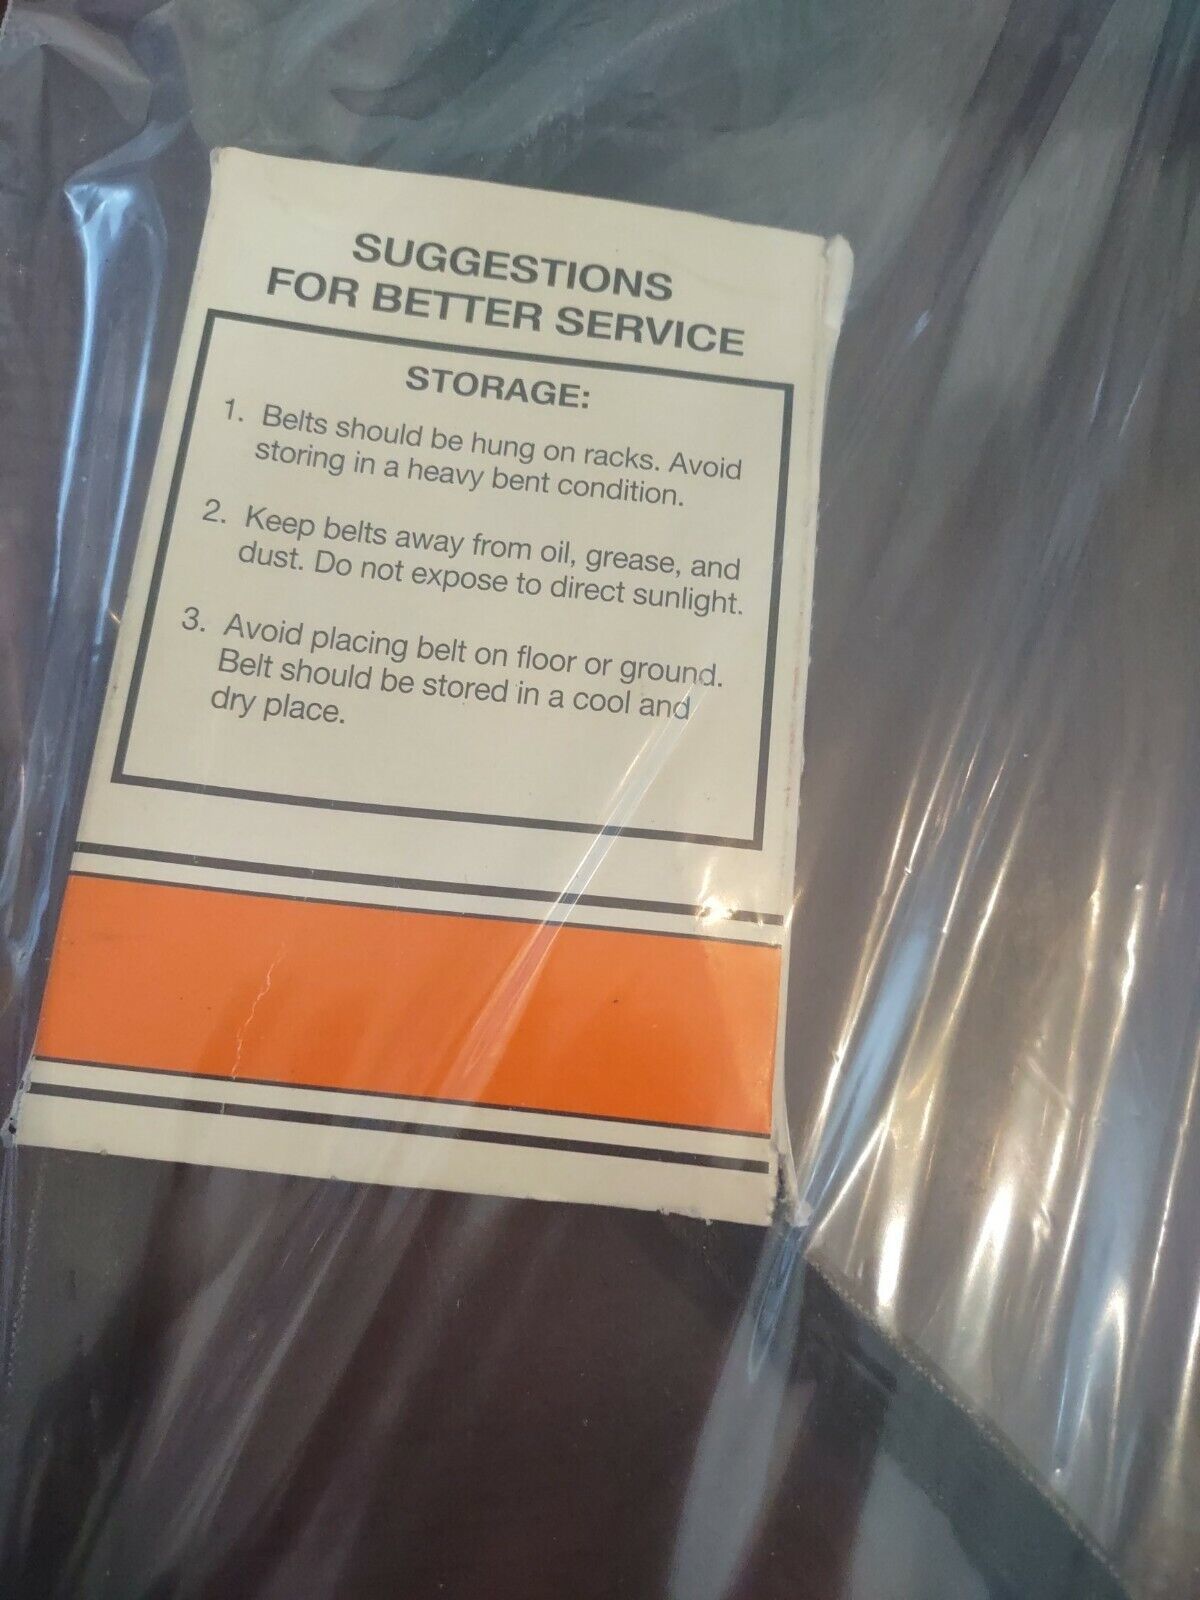 SUGGESTIONS
FOR BETTER SERVICE
STORAGE:
1. Belts should be hung on racks. Avoid
storing in a heavy bent condition.
2. Keep belts away from oil, grease, and
dust. Do not expose to direct sunlight.
3. Avoid placing belt on floor or ground.
Belt should be stored in a cool and
dry place.